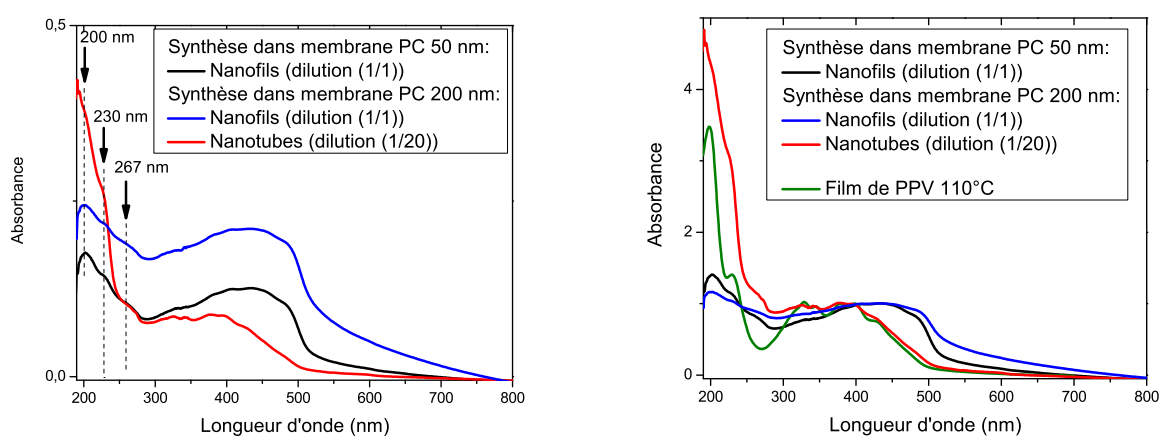 0,5
200 nm
230 nm
267 nm
Synthèse dans membrane PC 50 nm:
Nanofils (dilution (1/1))
Synthèse dans membrane PC 200 nm:
Nanofils (dilution (1/1))
Nanotubes (dilution (1/20))
Absorbance
0,0
200 300 400 500 600 700 800
Longueur d'onde (nm)
Synthèse dans membrane PC 50 nm:
Nanofils (dilution (1/1))
Synthèse dans membrane PC 200 nm:
Nanofils (dilution (1/1))
Nanotubes (dilution (1/20))
Film de PPV 110°C
Absorbance
4
2
0
200 300 400 500 600 700 800
Longueur d'onde (nm)